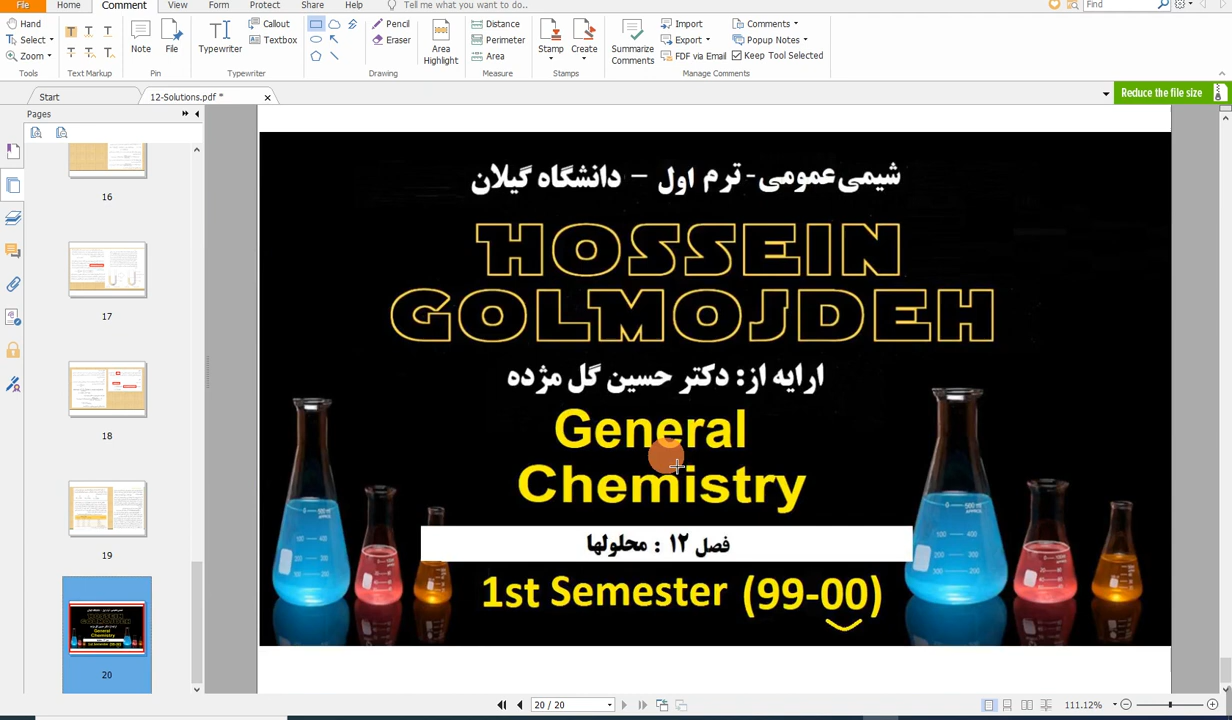 File Home Comment View Form Protect Share Help Tell me what you want to do.. Find
Hand Select Zoom Tools
Text Markup
Note File Pin
Typewriter Callout Textbox Typewriter
Pencil Eraser Drawing
Area Highlight
Distance Perimeter Area Measure
Stamp Create Stamps
Summarize Comments Import Export FDF via Email Comments Popup Notes Keep Tool Selected Manage Comments
Start 12-Solutions.pdf * Reduce the file size
Pages
16
17
18
19
20
شیمی عمومی- ترم اول – دانشگاه گیلان
HOSSEIN
GOLMOJDEH
ارایه از: دکتر حسین گل مژده
General
Chemistry
فصل ۱۲ : محلولها
1st Semester (99-00)
20 / 20 111.12%